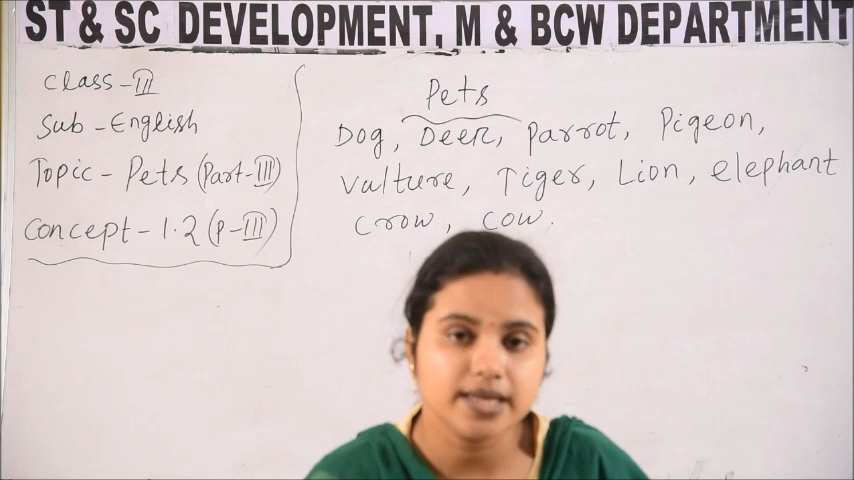 ST & SC DEVELOPMENT, M & BCW DEPARTMENT
Class - III
Sub - English
Topic - Pets (Part-III)
Concept - 1.2 (P-III)
Pets
Dog, Deer, Parrot, Pigeon,
Vulture, Tiger, Lion, elephant
Crow, Cow.